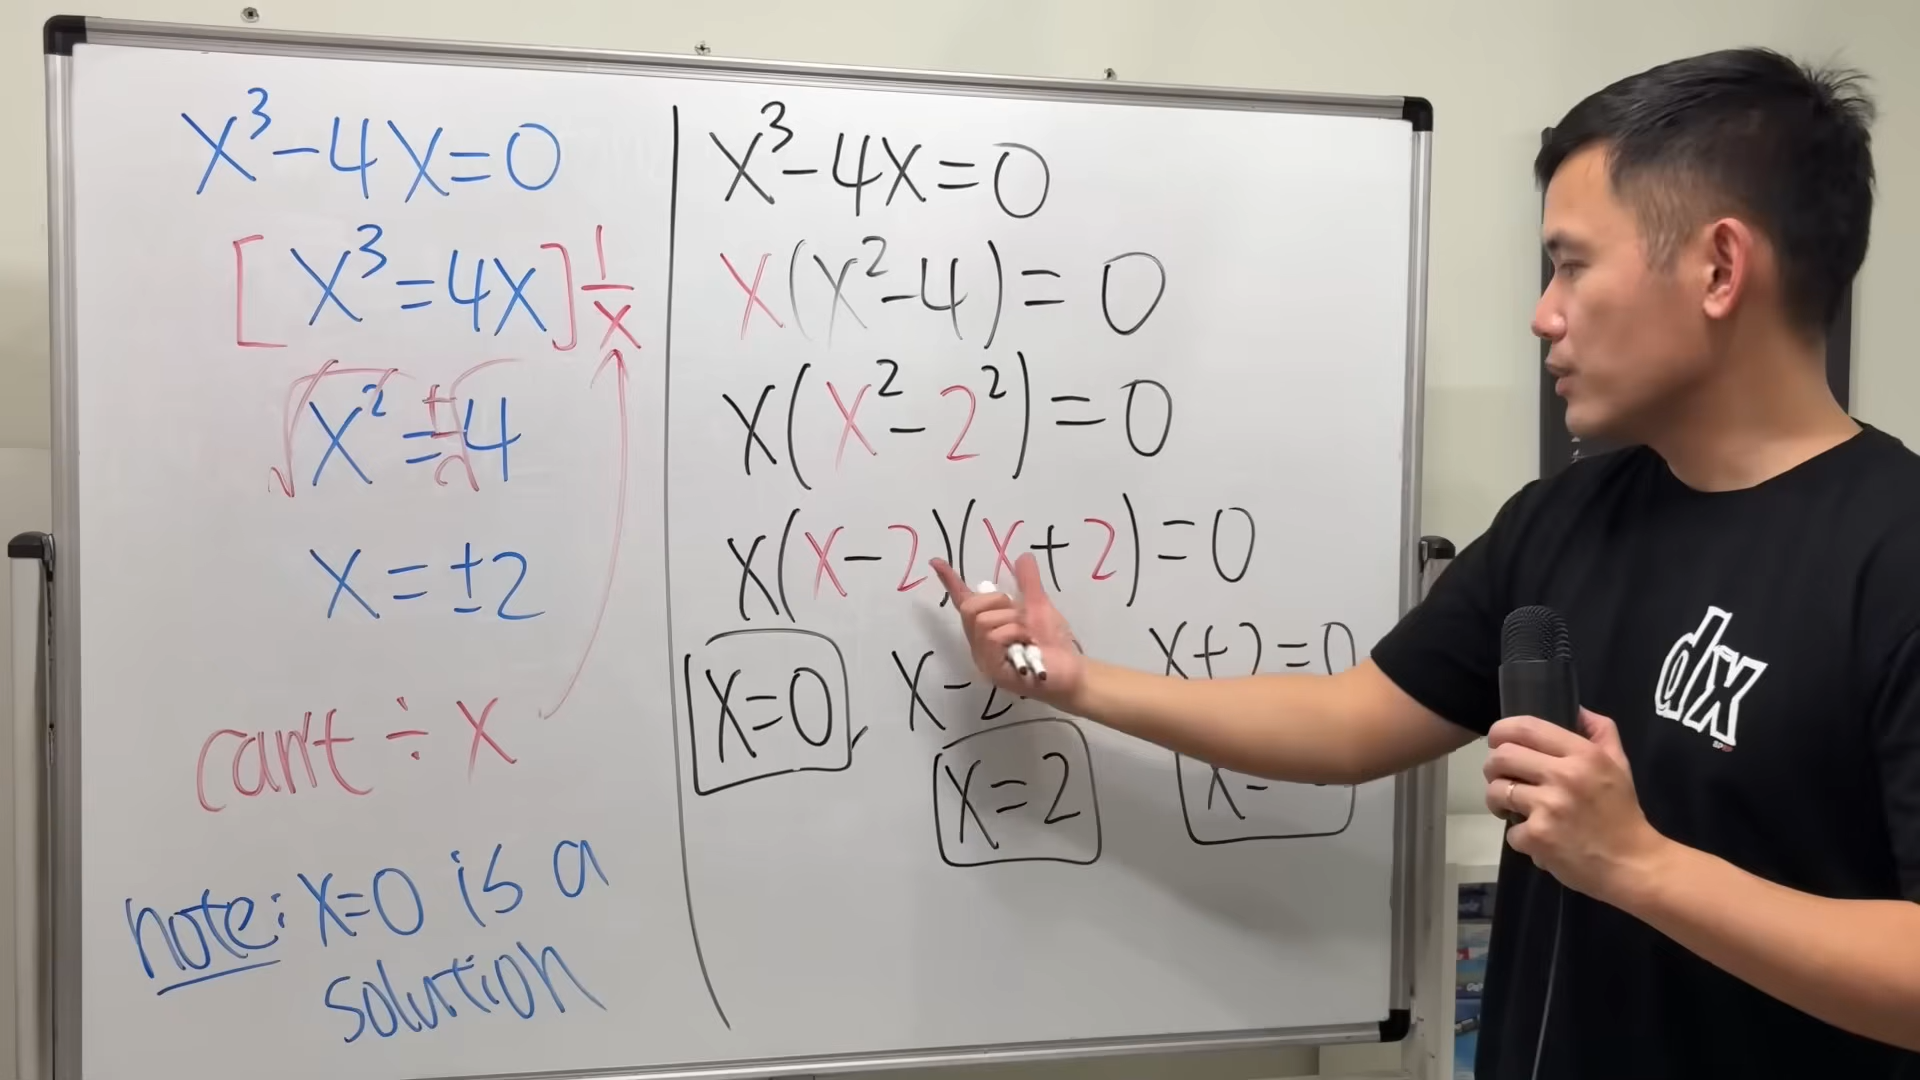 x³-4x=0
[x³=4x] 1/x
√x² = ±√4
x=±2
can't ÷ x
note: x=0 is a
solution
x³-4x=0
x(x²-4)=0
x(x²-2²)=0
x(x-2)(x+2)=0
x=0, x-2 x+2=0
x=2 x=-
dx